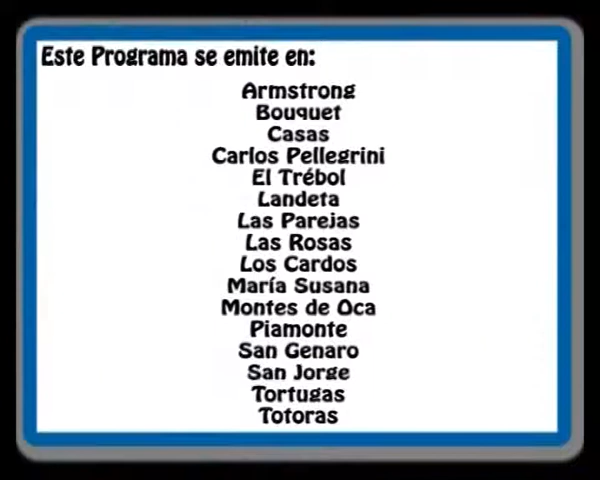 Este Programa se emite en:
Armstrong
Bouquet
Casas
Carlos Pellegrini
El Trébol
Landeta
Las Parejas
Las Rosas
Los Cardos
María Susana
Montes de Oca
Piamonte
San Genaro
San Jorge
Tortugas
Totoras